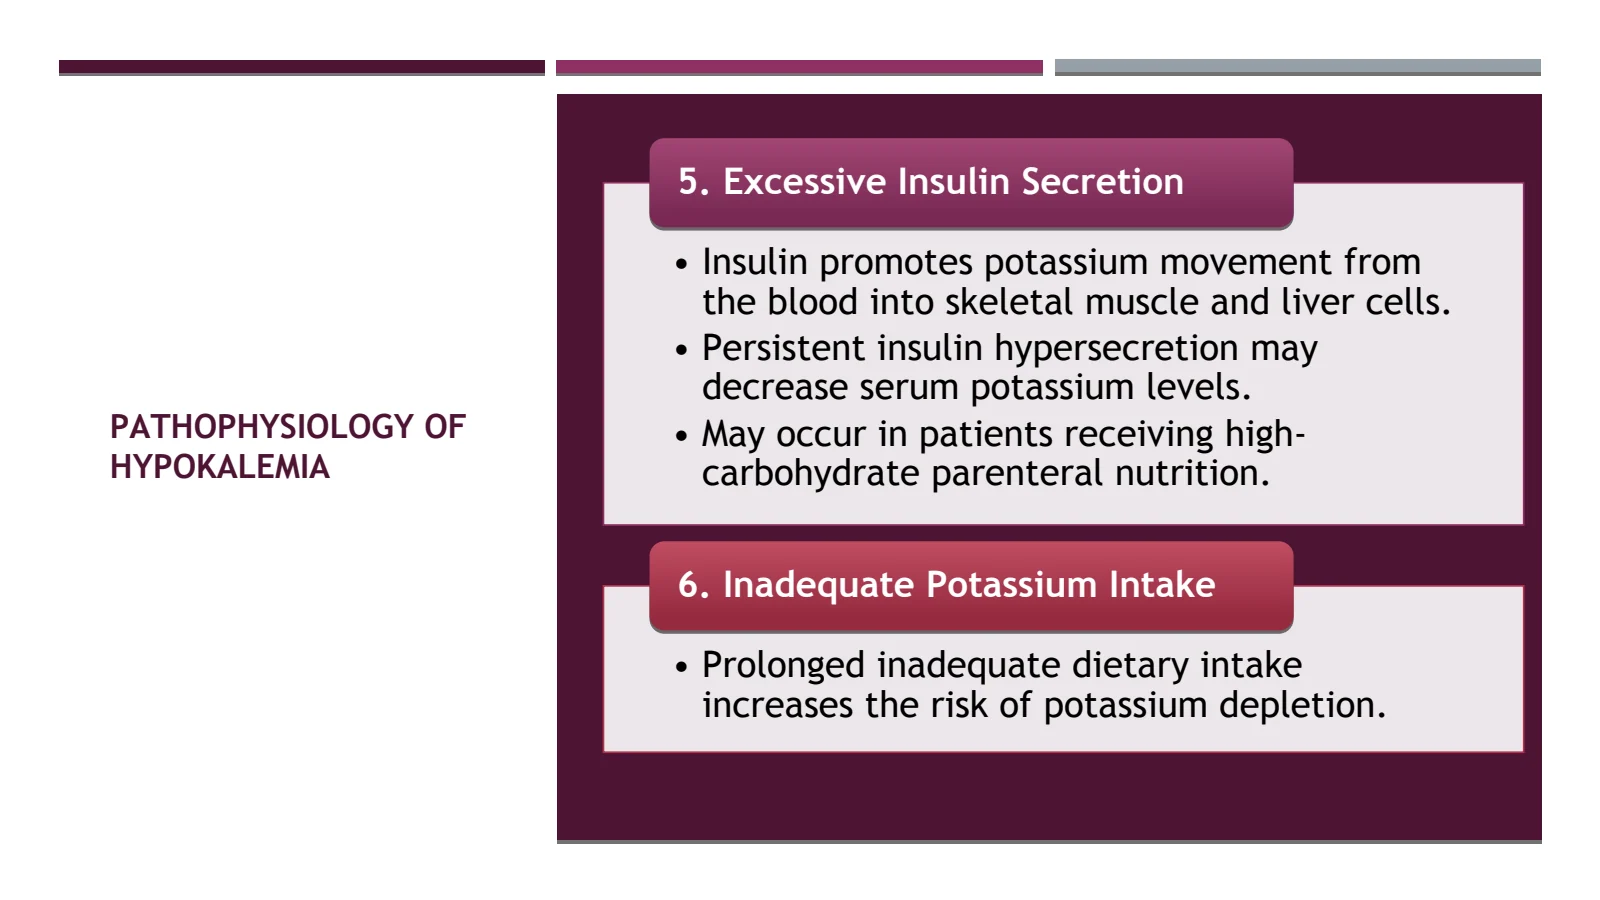 PATHOPHYSIOLOGY OF
HYPOKALEMIA
5. Excessive Insulin Secretion
• Insulin promotes potassium movement from
the blood into skeletal muscle and liver cells.
• Persistent insulin hypersecretion may
decrease serum potassium levels.
• May occur in patients receiving high-
carbohydrate parenteral nutrition.
6. Inadequate Potassium Intake
• Prolonged inadequate dietary intake
increases the risk of potassium depletion.